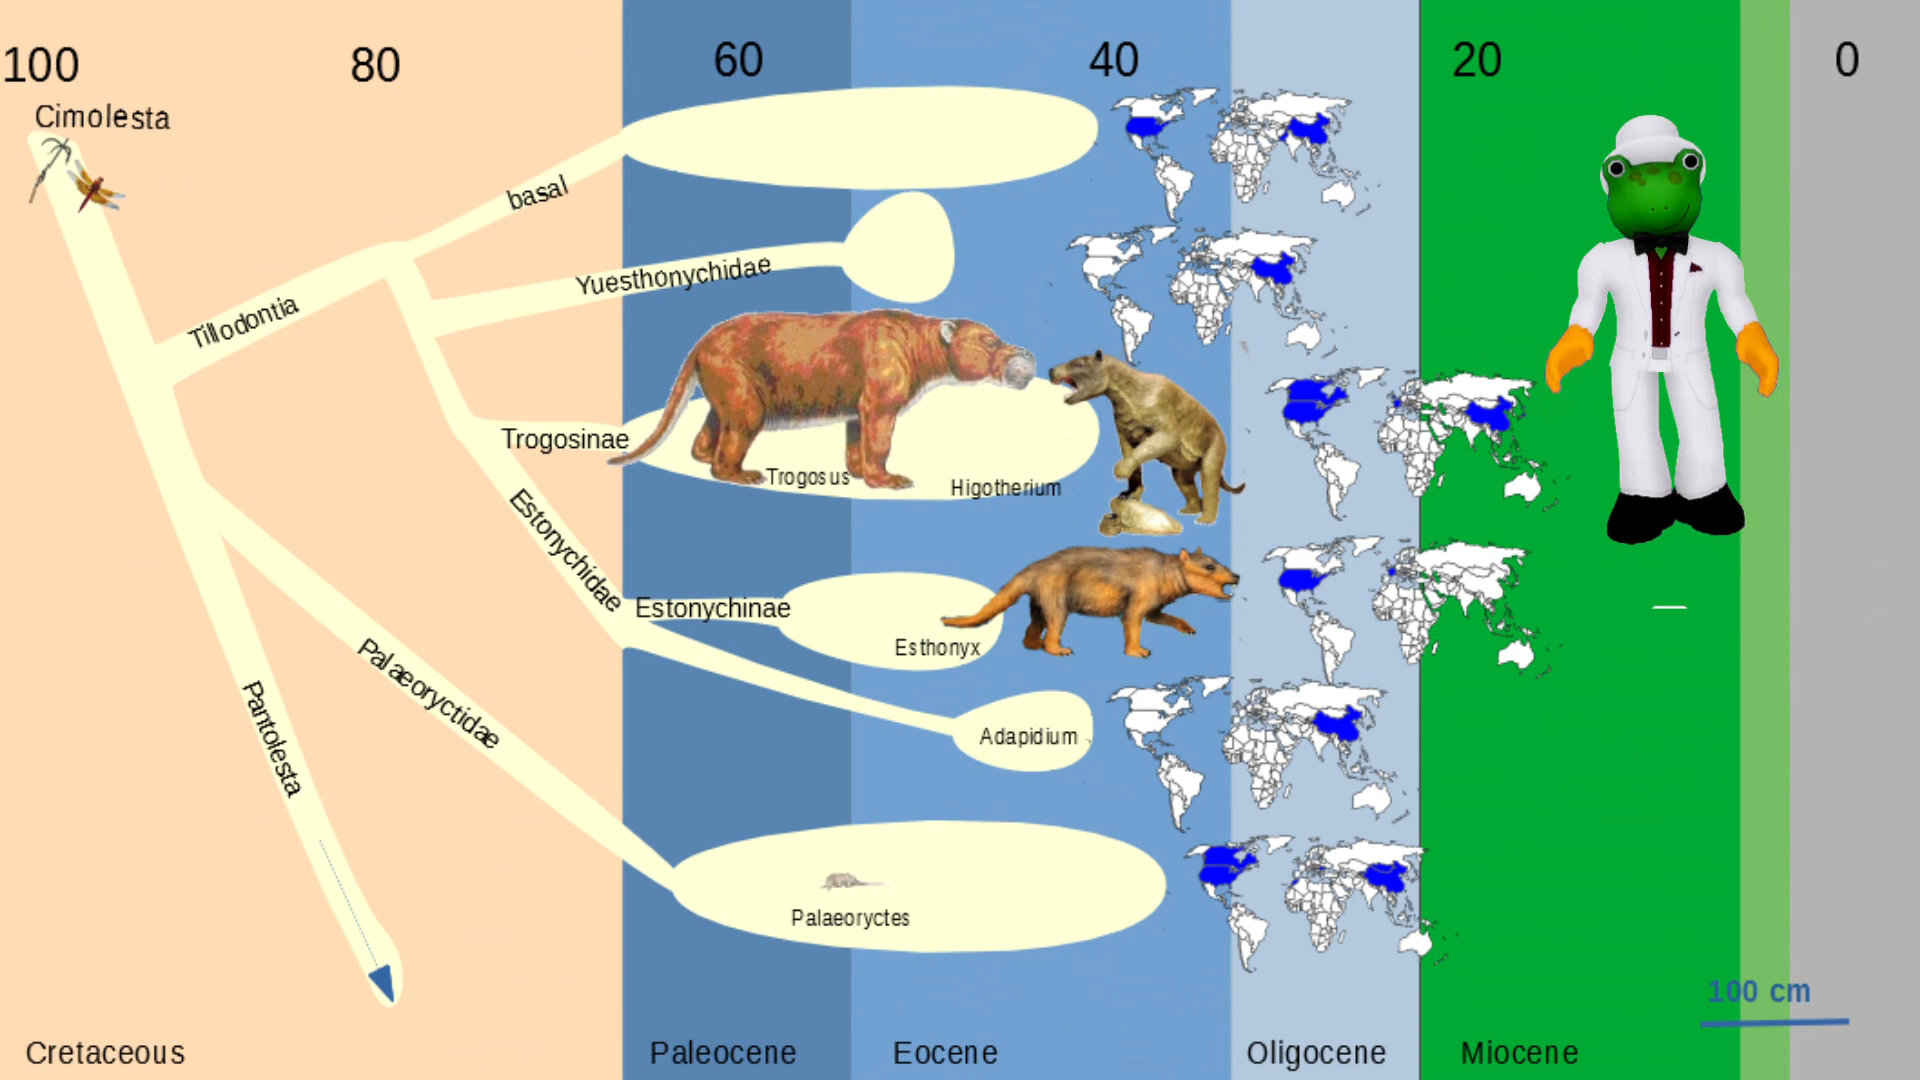 100
80
60
40
20
0
Cimolesta
basal
Yuesthonychidae
Tillodontia
Trogosinae
Trogosus
Higotherium
Estonychidae
Estonychinae
Esthonyx
Palaeoryctidae
Pantolesta
Adapidium
Palaeoryctes
100 cm
Cretaceous
Paleocene
Eocene
Oligocene
Miocene